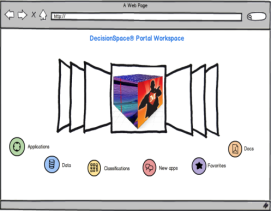 A Web Page
http://
DecisionSpace® Portal Workspace
Applications
Data
Classifications
New apps
Favorites
Docs